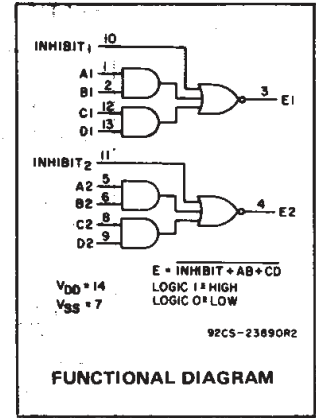 INHIBIT1 10
A1 1
B1 2
3 E1
C1 12
D1 13
INHIBIT2 11
A2 5
B2 6
4 E2
C2 8
D2 9
E = INHIBIT + AB + CD
VDD = 14 LOGIC 1 = HIGH
VSS = 7 LOGIC 0 = LOW
92CS-23890R2
FUNCTIONAL DIAGRAM